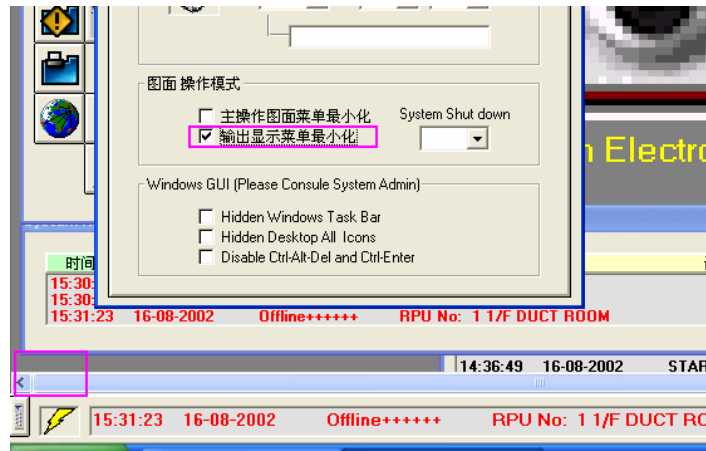 图面 操作模式
主操作图面菜单最小化
System Shut down
输出显示菜单最小化
n Electro
Windows GUI (Please Consule System Admin)
Hidden Windows Task Bar
Hidden Desktop All Icons
Disable Ctrl-Alt-Del and Ctrl-Enter
时间
15:30:
15:30:
15:31:23 16-08-2002 Offline++++++ RPU No: 1 1/F DUCT ROOM
14:36:49 16-08-2002 STAR
15:31:23 16-08-2002 Offline++++++ RPU No: 1 1/F DUCT RO